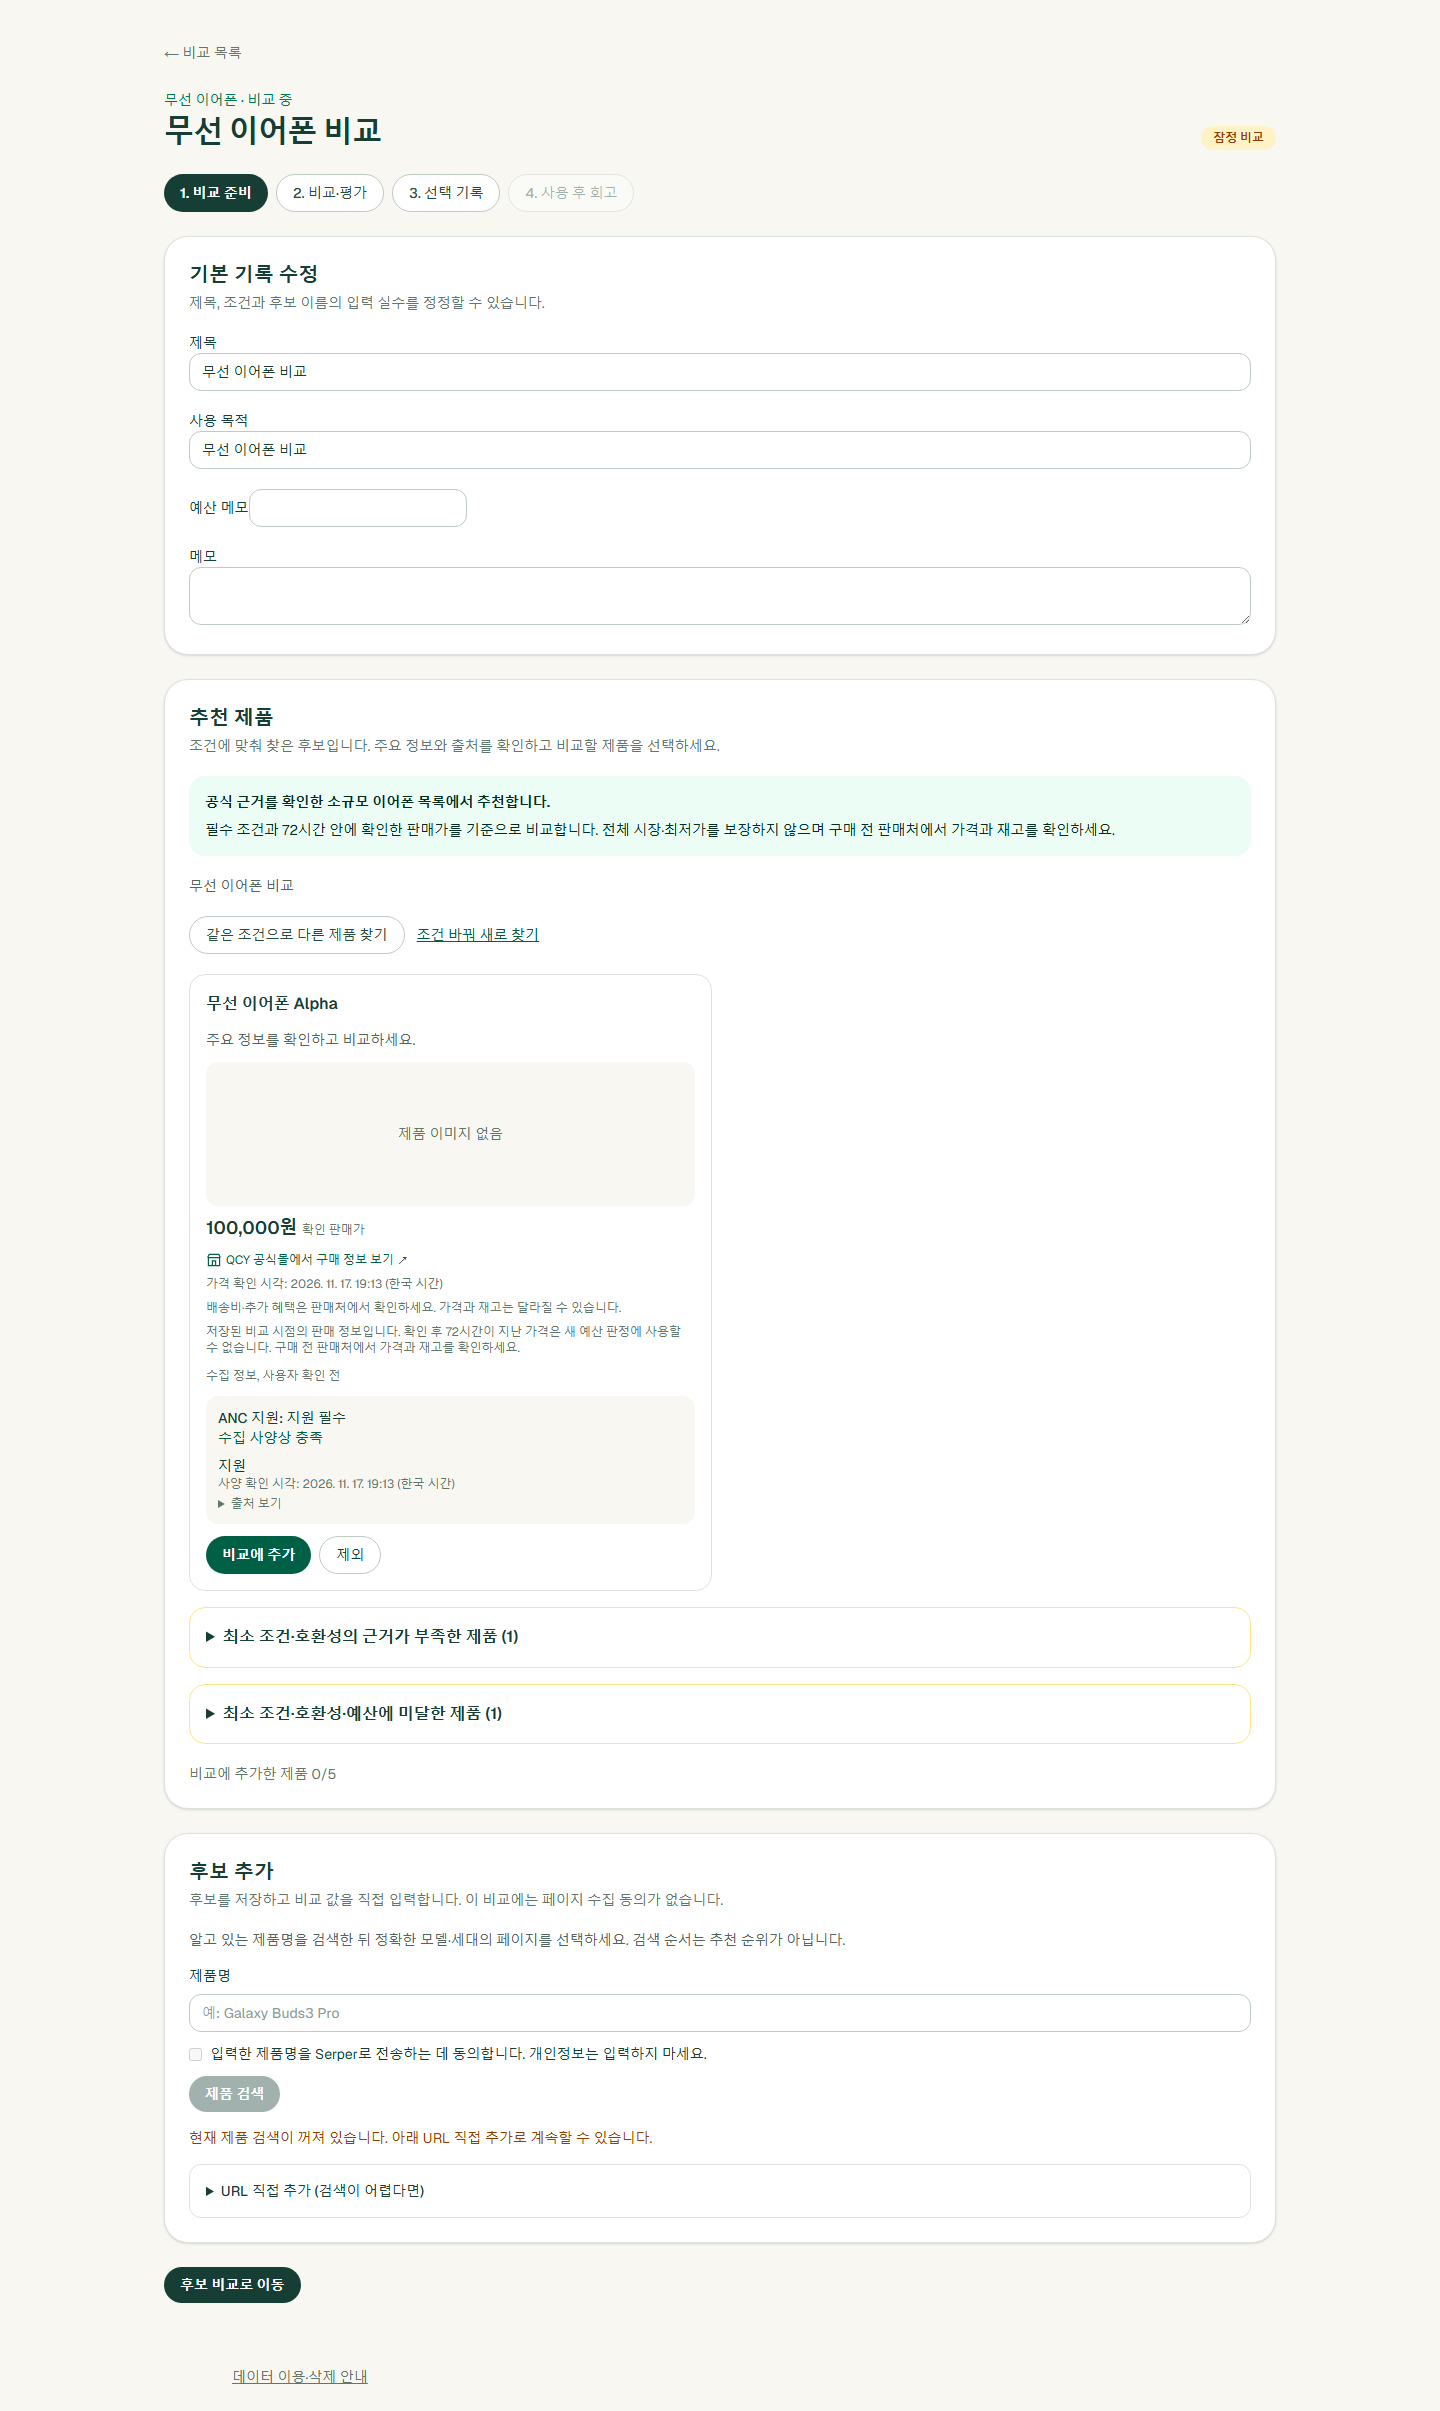 ← 비교 목록
무선 이어폰 · 비교 중
무선 이어폰 비교
잠정 비교
1. 비교 준비
2. 비교·평가
3. 선택 기록
4. 사용 후 회고
기본 기록 수정
제목, 조건과 후보 이름의 입력 실수를 정정할 수 있습니다.
제목
무선 이어폰 비교
사용 목적
무선 이어폰 비교
예산 메모
메모
추천 제품
조건에 맞춰 찾은 후보입니다. 주요 정보와 출처를 확인하고 비교할 제품을 선택하세요.
공식 근거를 확인한 소규모 이어폰 목록에서 추천합니다.
필수 조건과 72시간 안에 확인한 판매가를 기준으로 비교합니다. 전체 시장·최저가를 보장하지 않으며 구매 전 판매처에서 가격과 재고를 확인하세요.
무선 이어폰 비교
같은 조건으로 다른 제품 찾기
조건 바꿔 새로 찾기
무선 이어폰 Alpha
주요 정보를 확인하고 비교하세요.
제품 이미지 없음
100,000원 확인 판매가
QCY 공식몰에서 구매 정보 보기 ↗
가격 확인 시각: 2026. 11. 17. 19:13 (한국 시간)
배송비·추가 혜택은 판매처에서 확인하세요. 가격과 재고는 달라질 수 있습니다.
저장된 비교 시점의 판매 정보입니다. 확인 후 72시간이 지난 가격은 새 예산 판정에 사용할
수 없습니다. 구매 전 판매처에서 가격과 재고를 확인하세요.
수집 정보, 사용자 확인 전
ANC 지원: 지원 필수
수집 사양상 충족
지원
사양 확인 시각: 2026. 11. 17. 19:13 (한국 시간)
▶ 출처 보기
비교에 추가
제외
▶ 최소 조건·호환성의 근거가 부족한 제품 (1)
▶ 최소 조건·호환성·예산에 미달한 제품 (1)
비교에 추가한 제품 0/5
후보 추가
후보를 저장하고 비교 값을 직접 입력합니다. 이 비교에는 페이지 수집 동의가 없습니다.
알고 있는 제품명을 검색한 뒤 정확한 모델·세대의 페이지를 선택하세요. 검색 순서는 추천 순위가 아닙니다.
제품명
예: Galaxy Buds3 Pro
입력한 제품명을 Serper로 전송하는 데 동의합니다. 개인정보는 입력하지 마세요.
제품 검색
현재 제품 검색이 꺼져 있습니다. 아래 URL 직접 추가로 계속할 수 있습니다.
▶ URL 직접 추가 (검색이 어렵다면)
후보 비교로 이동
데이터 이용·삭제 안내